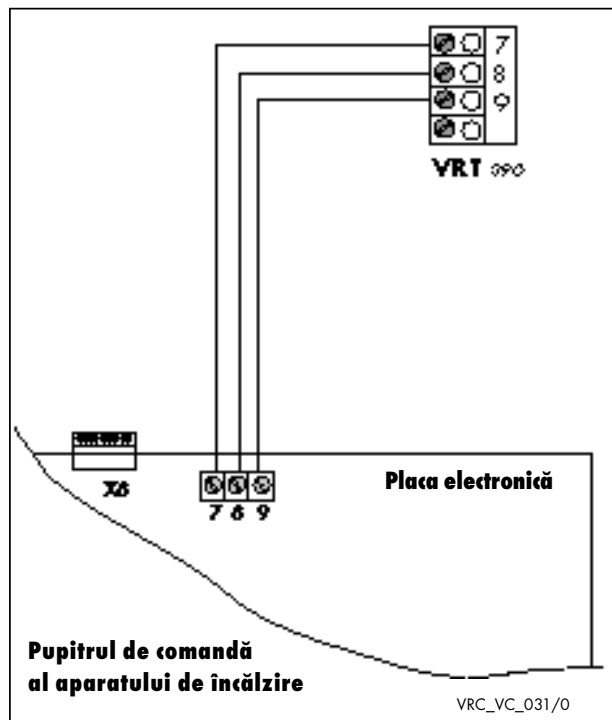 7
8
9
VRT 090
X6
7 8 9
Placa electronică
Pupitrul de comandă
al aparatului de încălzire
VRC_VC_031/0